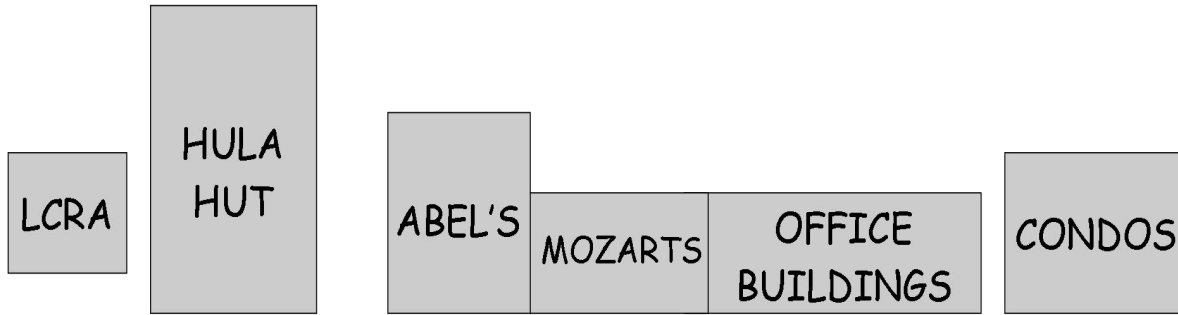 LCRA
HULA
HUT
ABEL'S
MOZARTS
OFFICE
BUILDINGS
CONDOS